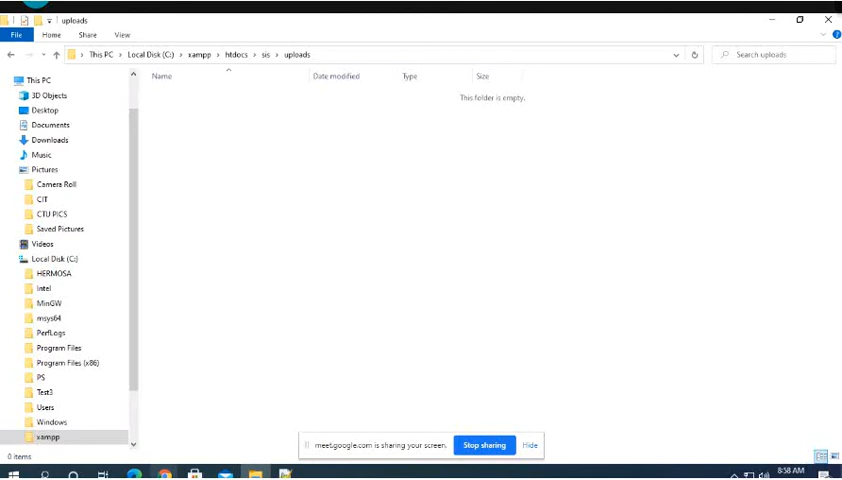 uploads
File Home Share View
This PC Local Disk (C:) xampp htdocs sis uploads Search uploads
Name Date modified Type Size
This folder is empty.
This PC
3D Objects
Desktop
Documents
Downloads
Music
Pictures
Camera Roll
CIT
CTU PICS
Saved Pictures
Videos
Local Disk (C:)
HERMOSA
Intel
MinGW
msys64
PerfLogs
Program Files
Program Files (x86)
PS
Test3
Users
Windows
xampp
meet.google.com is sharing your screen. Stop sharing Hide
0 items
8:58 AM